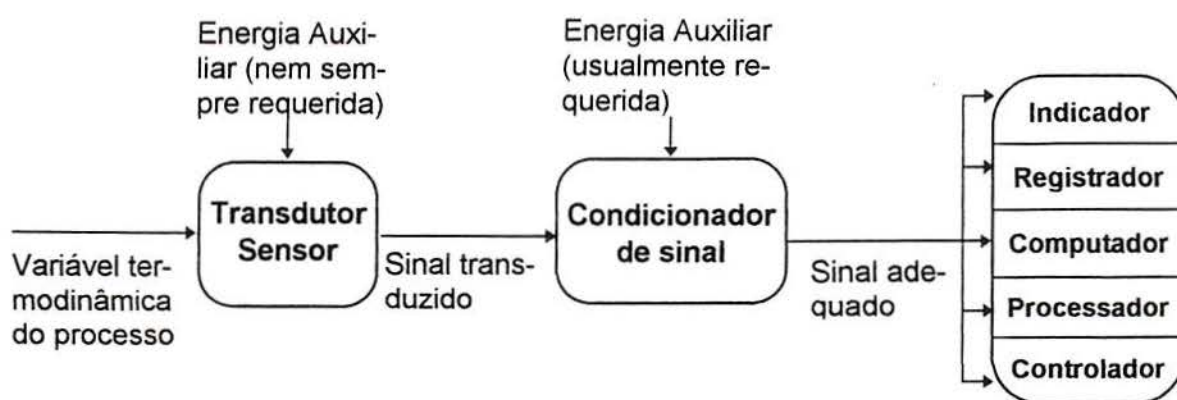 Energia Auxi-
liar (nem sem-
pre requerida)
Energia Auxiliar
(usualmente re-
querida)
Transdutor
Sensor
Condicionador
de sinal
Variável ter-
modinâmica
do processo
Sinal trans-
duzido
Sinal ade-
quado
Indicador
Registrador
Computador
Processador
Controlador